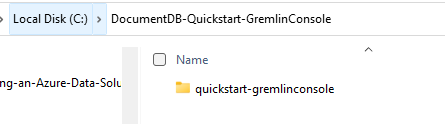 Local Disk (C:) > DocumentDB-Quickstart-GremlinConsole
Name
ng-an-Azure-Data-Solu
quickstart-gremlinconsole